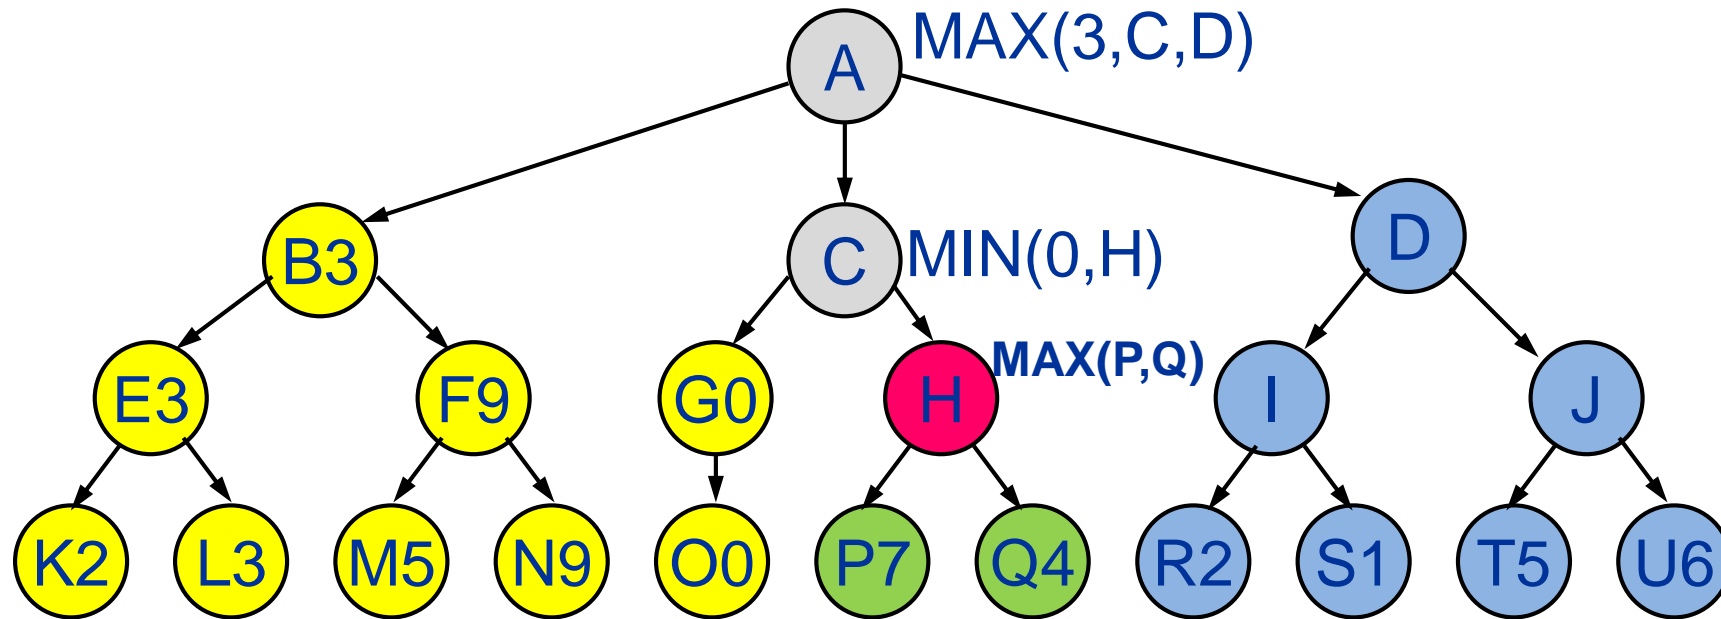 A MAX(3,C,D)
B3 C MIN(0,H) D
E3 F9 G0 H MAX(P,Q) I J
K2 L3 M5 N9 O0 P7 Q4 R2 S1 T5 U6